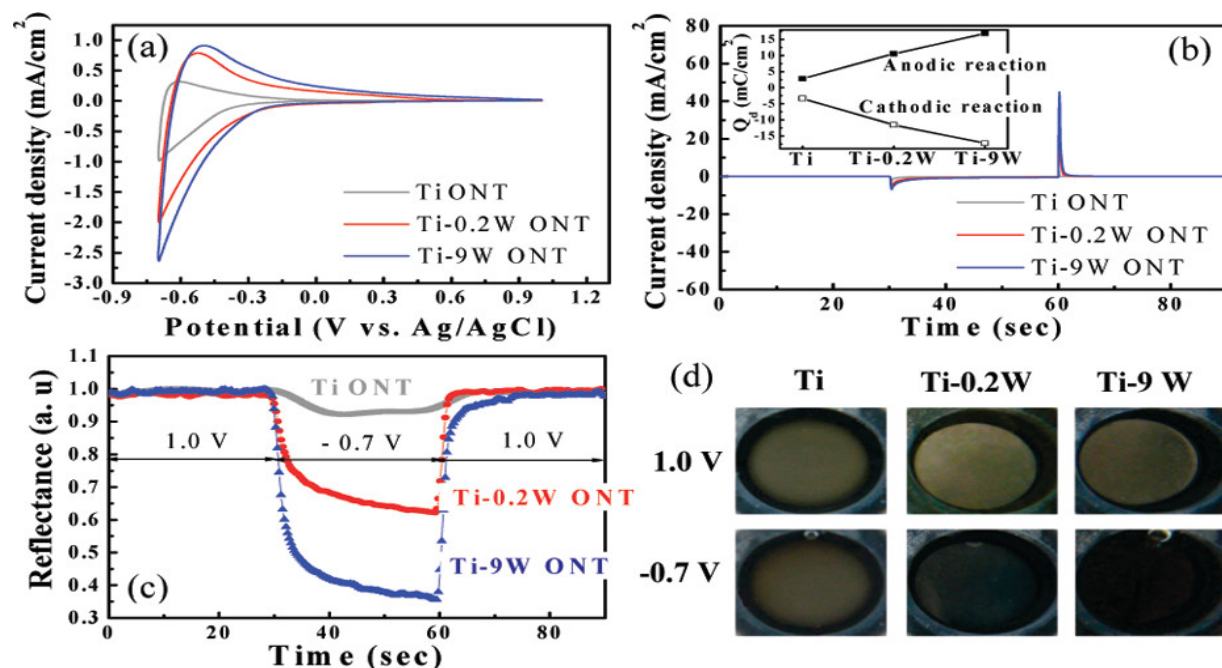 (a)
Current density (mA/cm²)
1.0
0.5
0.0
-0.5
-1.0
-1.5
-2.0
-2.5
-3.0
Ti ONT
Ti-0.2W ONT
Ti-9W ONT
-0.9 -0.6 -0.3 0.0 0.3 0.6 0.9 1.2
Potential (V vs. Ag/AgCl)
(b)
Current density (mA/cm²)
80
60
40
20
0
-20
-40
-60
Q_d (mC/cm²)
15
10
5
0
-5
-10
-15
Anodic reaction
Cathodic reaction
Ti Ti-0.2W Ti-9W
Ti ONT
Ti-0.2W ONT
Ti-9W ONT
0 20 40 60 80
Time (sec)
(c)
Reflectance (a. u)
1.1
1.0
0.9
0.8
0.7
0.6
0.5
0.4
0.3
Ti ONT
1.0 V - 0.7 V 1.0 V
Ti-0.2W ONT
Ti-9W ONT
0 20 40 60 80
Time (sec)
(d)
Ti Ti-0.2W Ti-9 W
1.0 V
-0.7 V